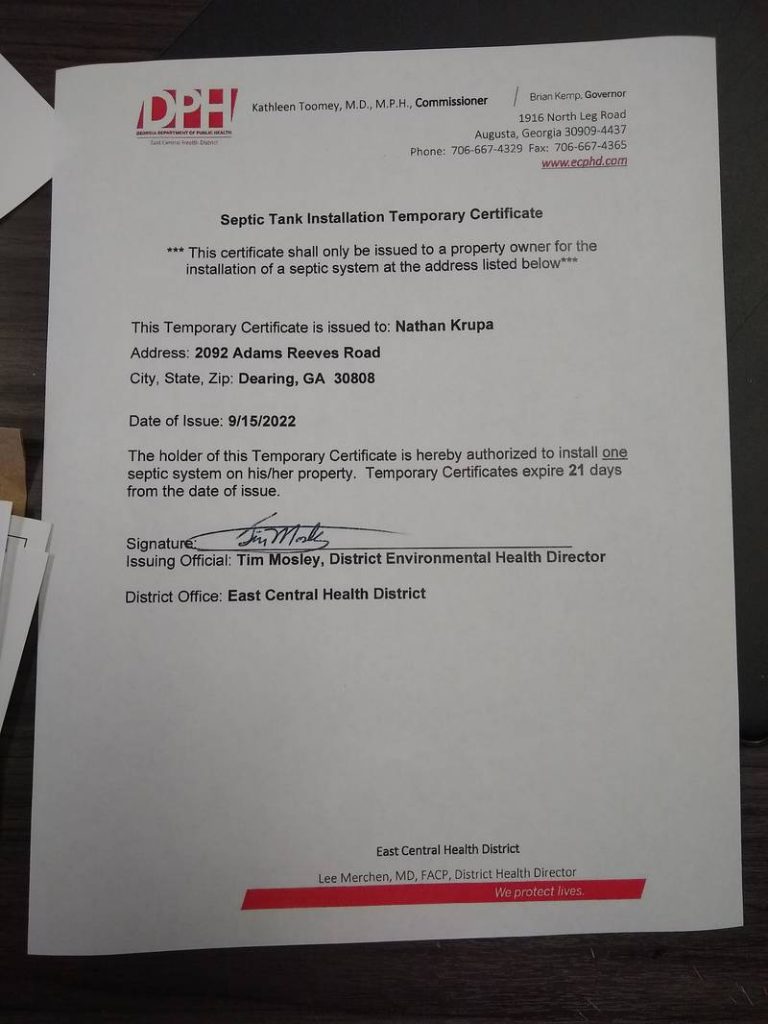 DPH
GEORGIA DEPARTMENT OF PUBLIC HEALTH
East Central Health District
Kathleen Toomey, M.D., M.P.H., Commissioner / Brian Kemp, Governor
1916 North Leg Road
Augusta, Georgia 30909-4437
Phone: 706-667-4329 Fax: 706-667-4365
www.ecphd.com
Septic Tank Installation Temporary Certificate
*** This certificate shall only be issued to a property owner for the
installation of a septic system at the address listed below***
This Temporary Certificate is issued to: Nathan Krupa
Address: 2092 Adams Reeves Road
City, State, Zip: Dearing, GA 30808
Date of Issue: 9/15/2022
The holder of this Temporary Certificate is hereby authorized to install one
septic system on his/her property. Temporary Certificates expire 21 days
from the date of issue.
Signature: Tim Mosley
Issuing Official: Tim Mosley, District Environmental Health Director
District Office: East Central Health District
East Central Health District
Lee Merchen, MD, FACP, District Health Director
We protect lives.